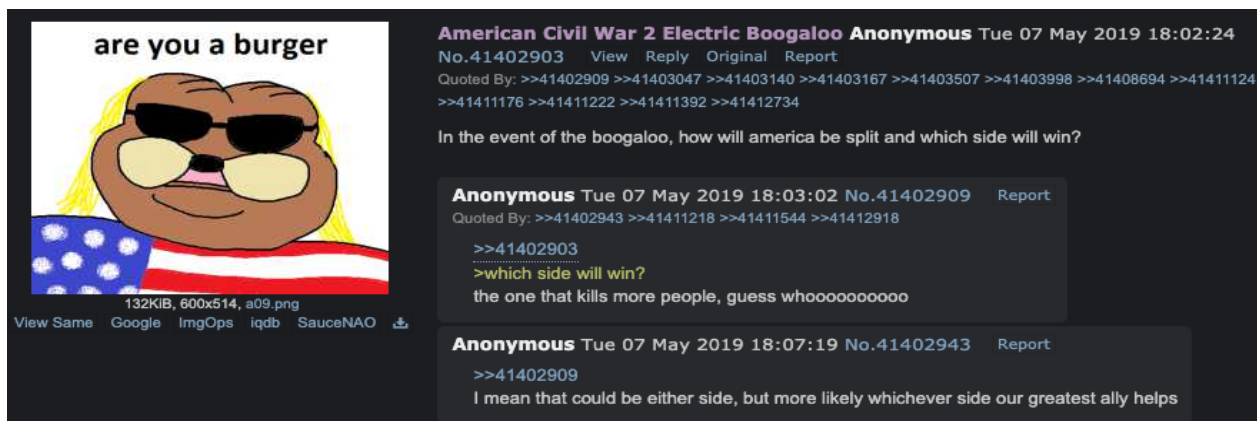 are you a burger
132KiB, 600x514, a09.png
View Same Google ImgOps iqdb SauceNAO
American Civil War 2 Electric Boogaloo Anonymous Tue 07 May 2019 18:02:24
No.41402903 View Reply Original Report
Quoted By: >>41402909 >>41403047 >>41403140 >>41403167 >>41403507 >>41403998 >>41408694 >>41411124
>>41411176 >>41411222 >>41411392 >>41412734
In the event of the boogaloo, how will america be split and which side will win?
Anonymous Tue 07 May 2019 18:03:02 No.41402909 Report
Quoted By: >>41402943 >>41411218 >>41411544 >>41412918
>>41402903
>which side will win?
the one that kills more people, guess whoooooooooo
Anonymous Tue 07 May 2019 18:07:19 No.41402943 Report
>>41402909
I mean that could be either side, but more likely whichever side our greatest ally helps